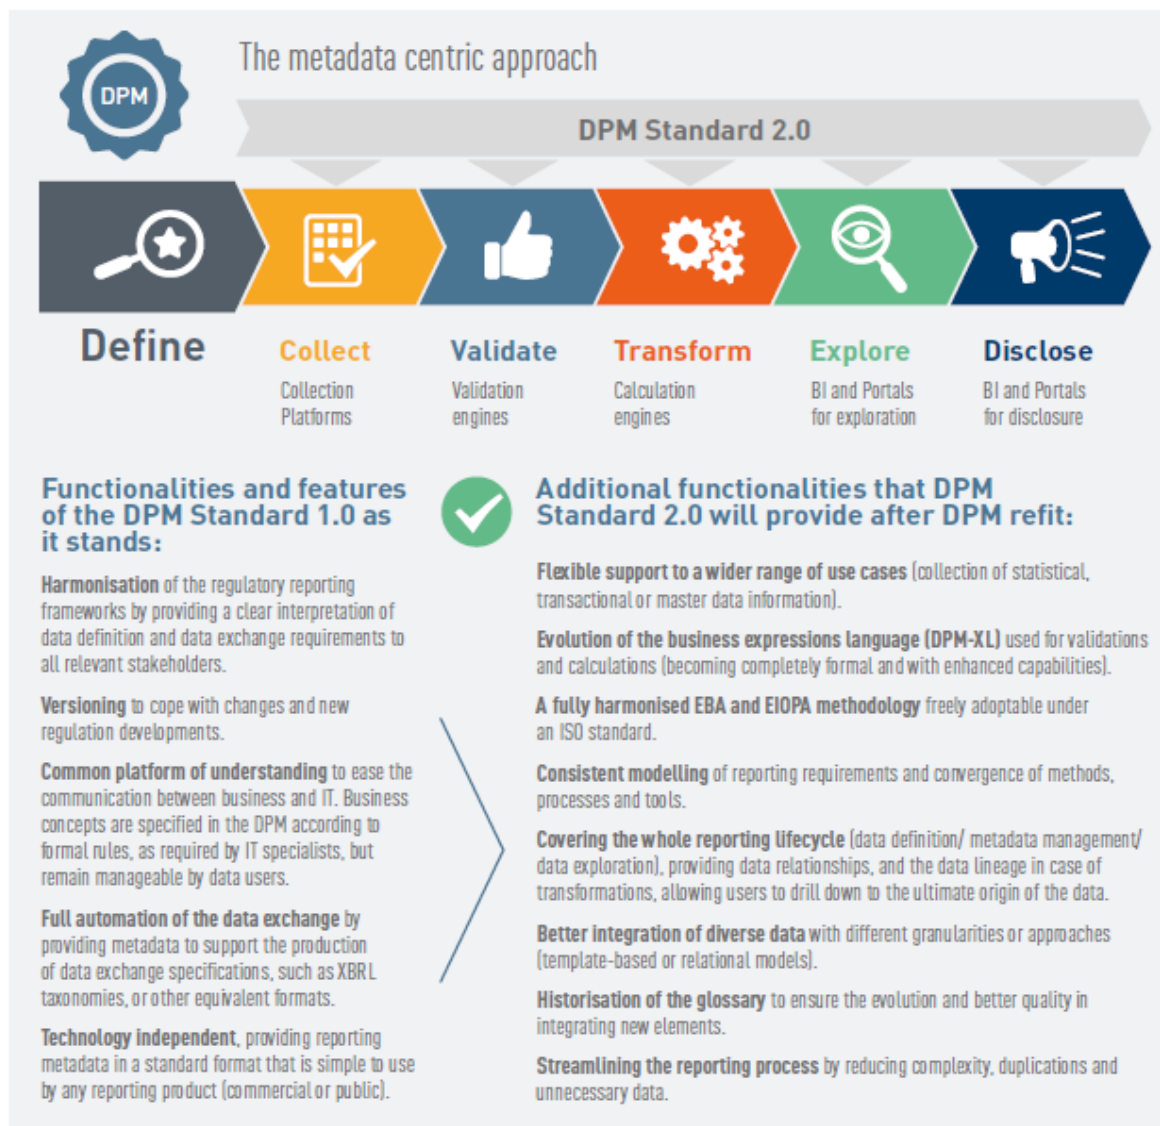 DPM
The metadata centric approach
DPM Standard 2.0
Define
Collect
Collection
Platforms
Validate
Validation
engines
Transform
Calculation
engines
Explore
BI and Portals
for exploration
Disclose
BI and Portals
for disclosure
Functionalities and features
of the DPM Standard 1.0 as
it stands:
Harmonisation of the regulatory reporting
frameworks by providing a clear interpretation of
data definition and data exchange requirements to
all relevant stakeholders.
Versioning to cope with changes and new
regulation developments.
Common platform of understanding to ease the
communication between business and IT. Business
concepts are specified in the DPM according to
formal rules, as required by IT specialists, but
remain manageable by data users.
Full automation of the data exchange by
providing metadata to support the production
of data exchange specifications, such as XBRL
taxonomies, or other equivalent formats.
Technology independent, providing reporting
metadata in a standard format that is simple to use
by any reporting product (commercial or public).
Additional functionalities that DPM
Standard 2.0 will provide after DPM refit:
Flexible support to a wider range of use cases (collection of statistical,
transactional or master data information).
Evolution of the business expressions language (DPM-XL) used for validations
and calculations (becoming completely formal and with enhanced capabilities).
A fully harmonised EBA and EIOPA methodology freely adoptable under
an ISO standard.
Consistent modelling of reporting requirements and convergence of methods,
processes and tools.
Covering the whole reporting lifecycle (data definition/ metadata management/
data exploration), providing data relationships, and the data lineage in case of
transformations, allowing users to drill down to the ultimate origin of the data.
Better integration of diverse data with different granularities or approaches
(template-based or relational models).
Historisation of the glossary to ensure the evolution and better quality in
integrating new elements.
Streamlining the reporting process by reducing complexity, duplications and
unnecessary data.